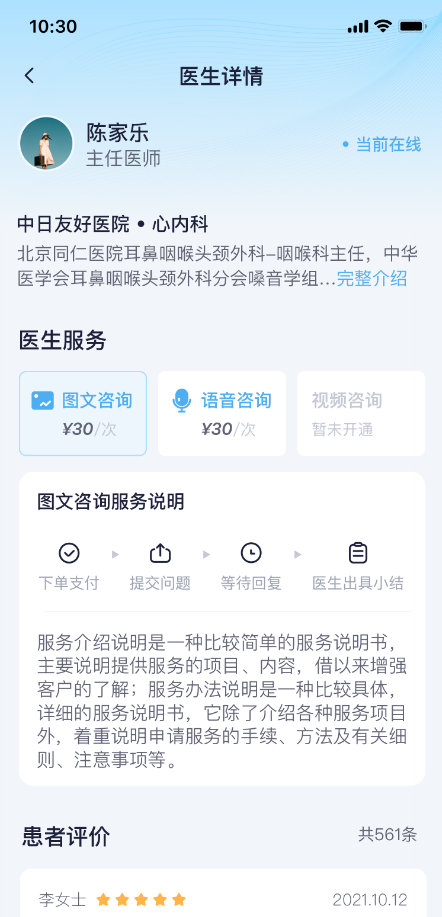 10:30
医生详情
陈家乐
主任医师
当前在线
中日友好医院 • 心内科
北京同仁医院耳鼻咽喉头颈外科-咽喉科主任，中华
医学会耳鼻咽喉头颈外科分会嗓音学组...完整介绍
医生服务
图文咨询
¥30/次
语音咨询
¥30/次
视频咨询
暂未开通
图文咨询服务说明
下单支付
提交问题
等待回复
医生出具小结
服务介绍说明是一种比较简单的服务说明书，
主要说明提供服务的项目、内容，借以来增强
客户的了解；服务办法说明是一种比较具体，
详细的服务说明书，它除了介绍各种服务项目
外，着重说明申请服务的手续、方法及有关细
则、注意事项等。
患者评价
共561条
李女士
2021.10.12